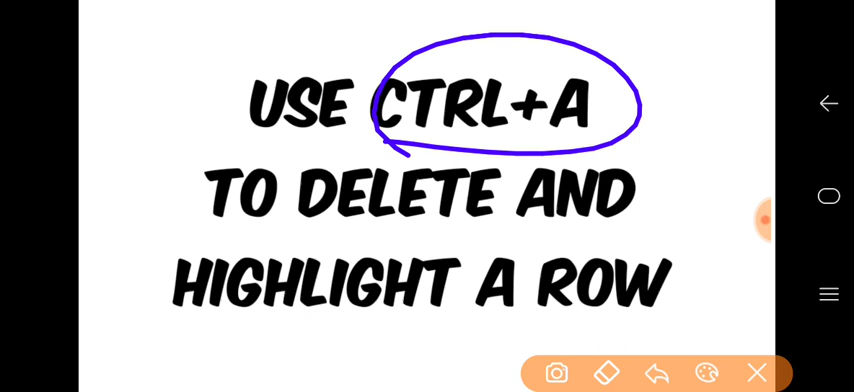 USE CTRL+A
TO DELETE AND
HIGHLIGHT A ROW